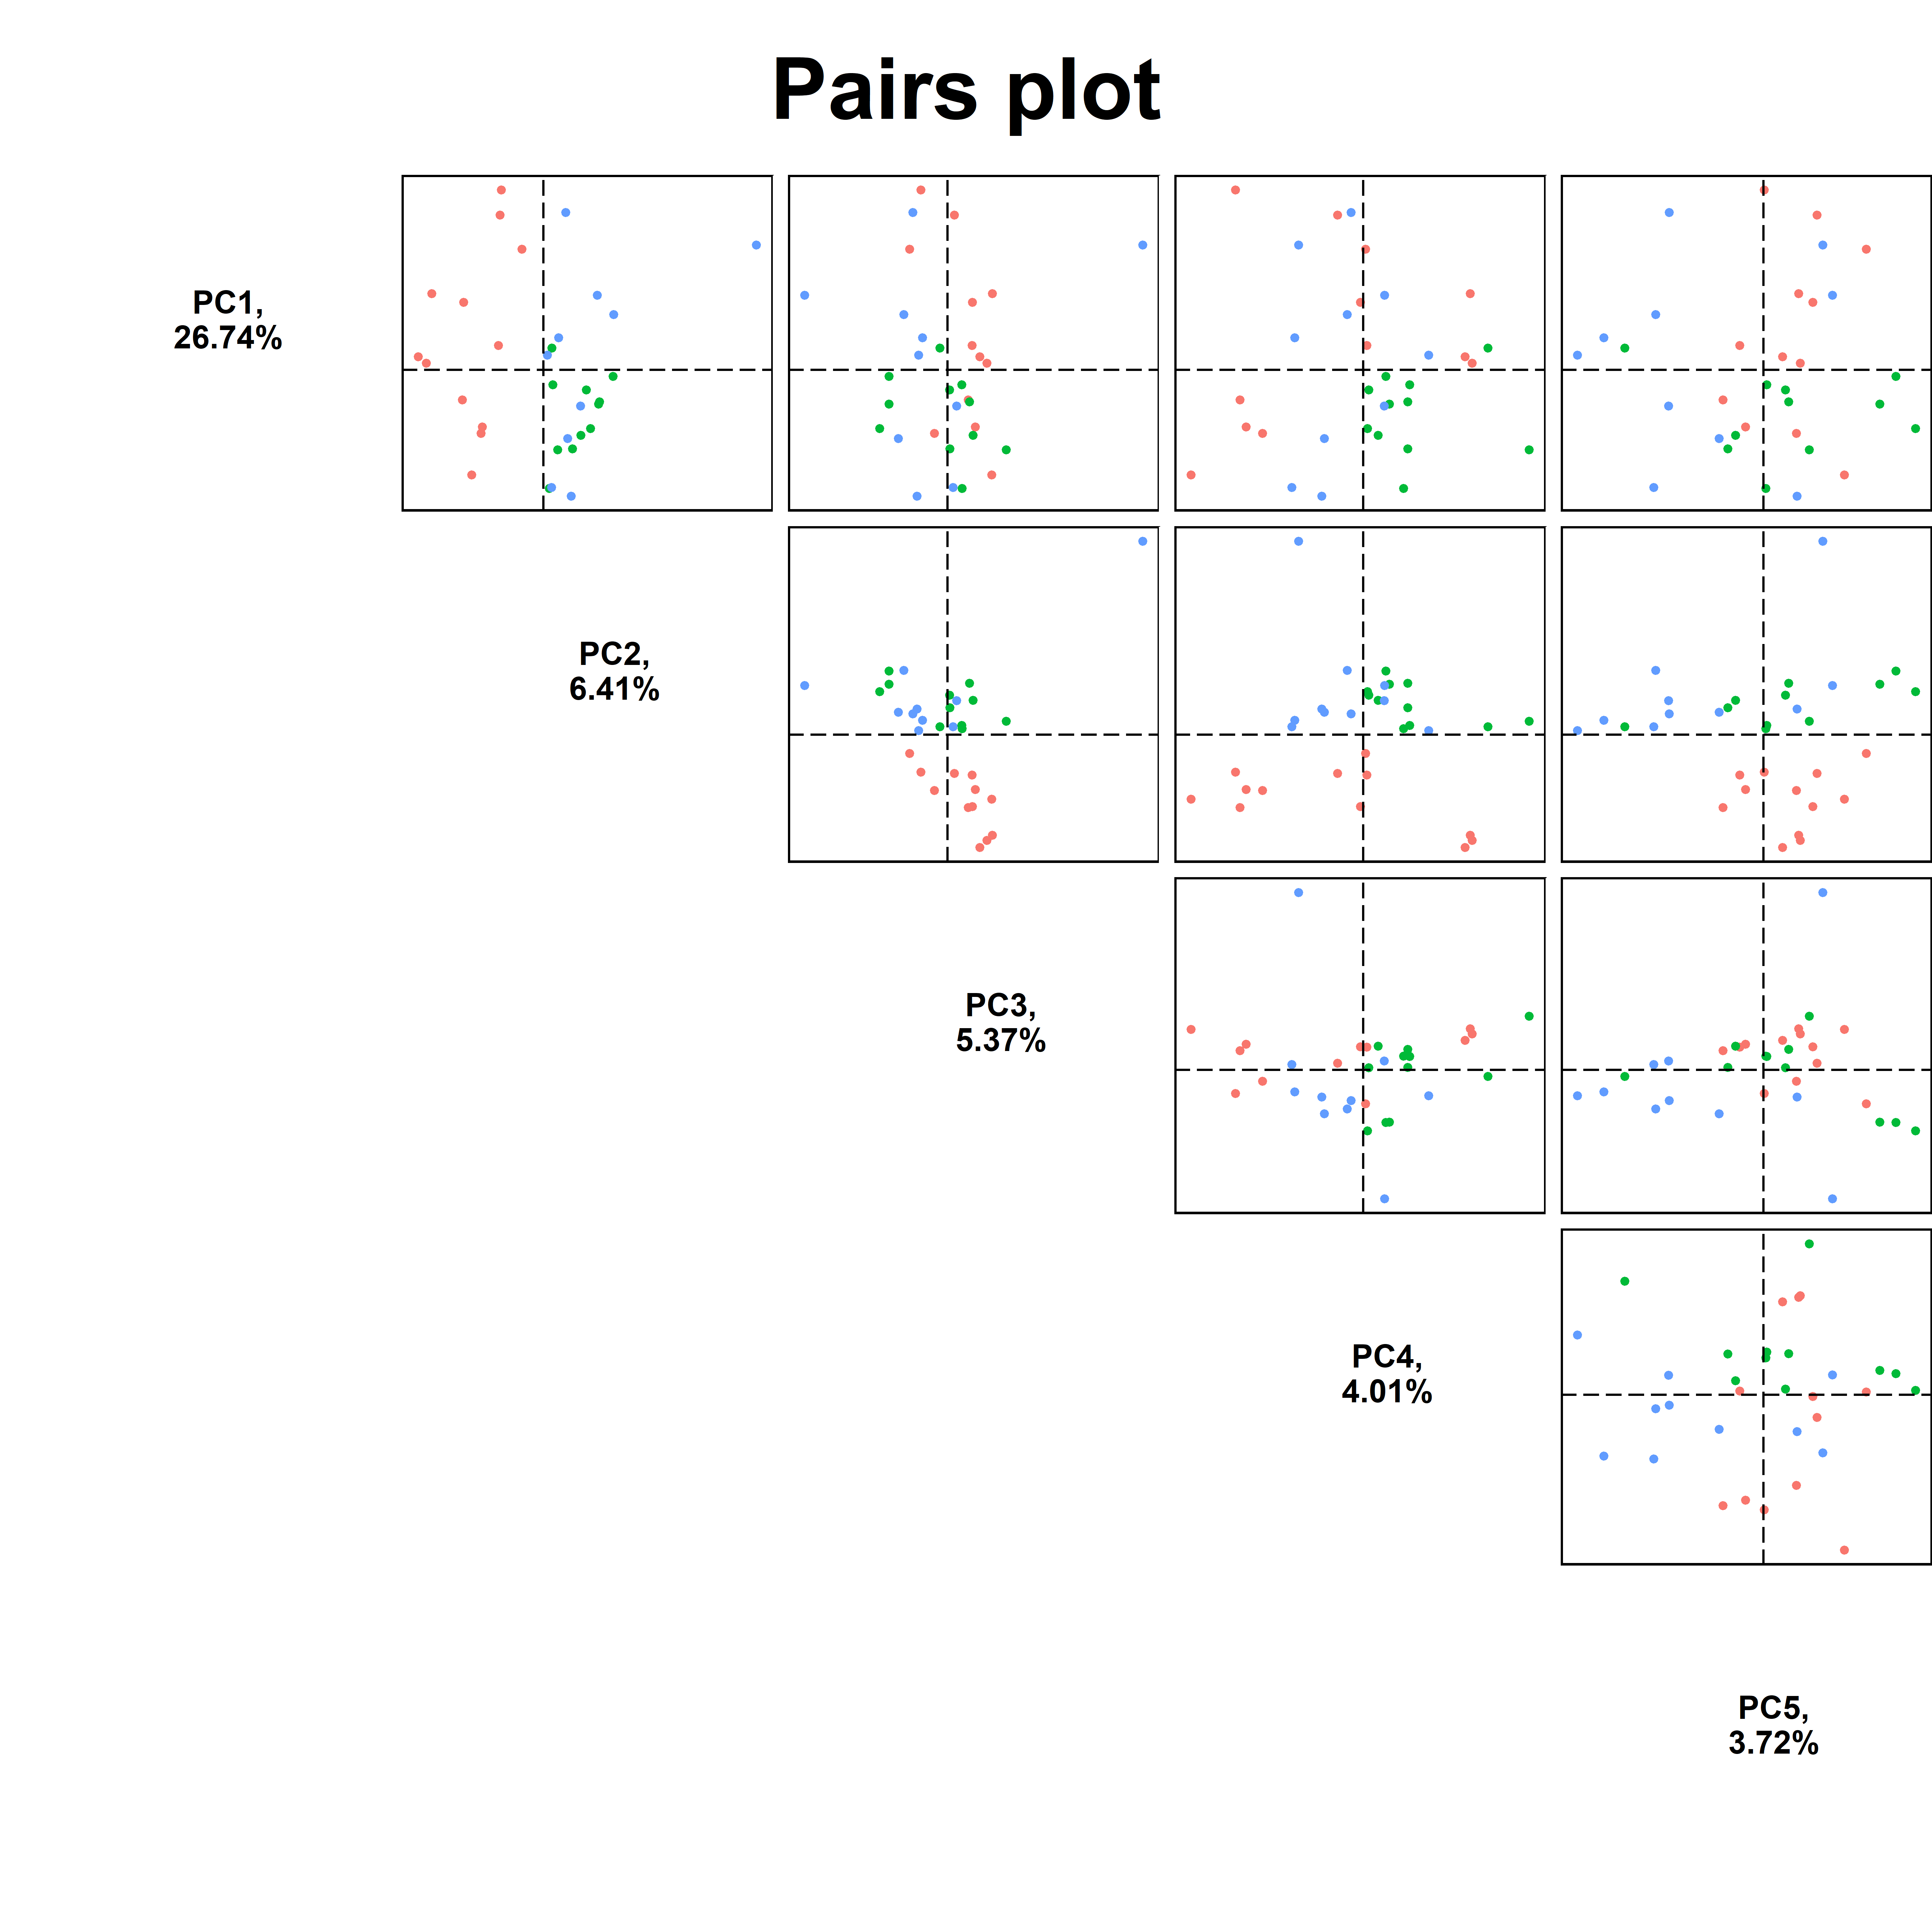 Pairs plot
PC1,
26.74%
PC2,
6.41%
PC3,
5.37%
PC4,
4.01%
PC5,
3.72%